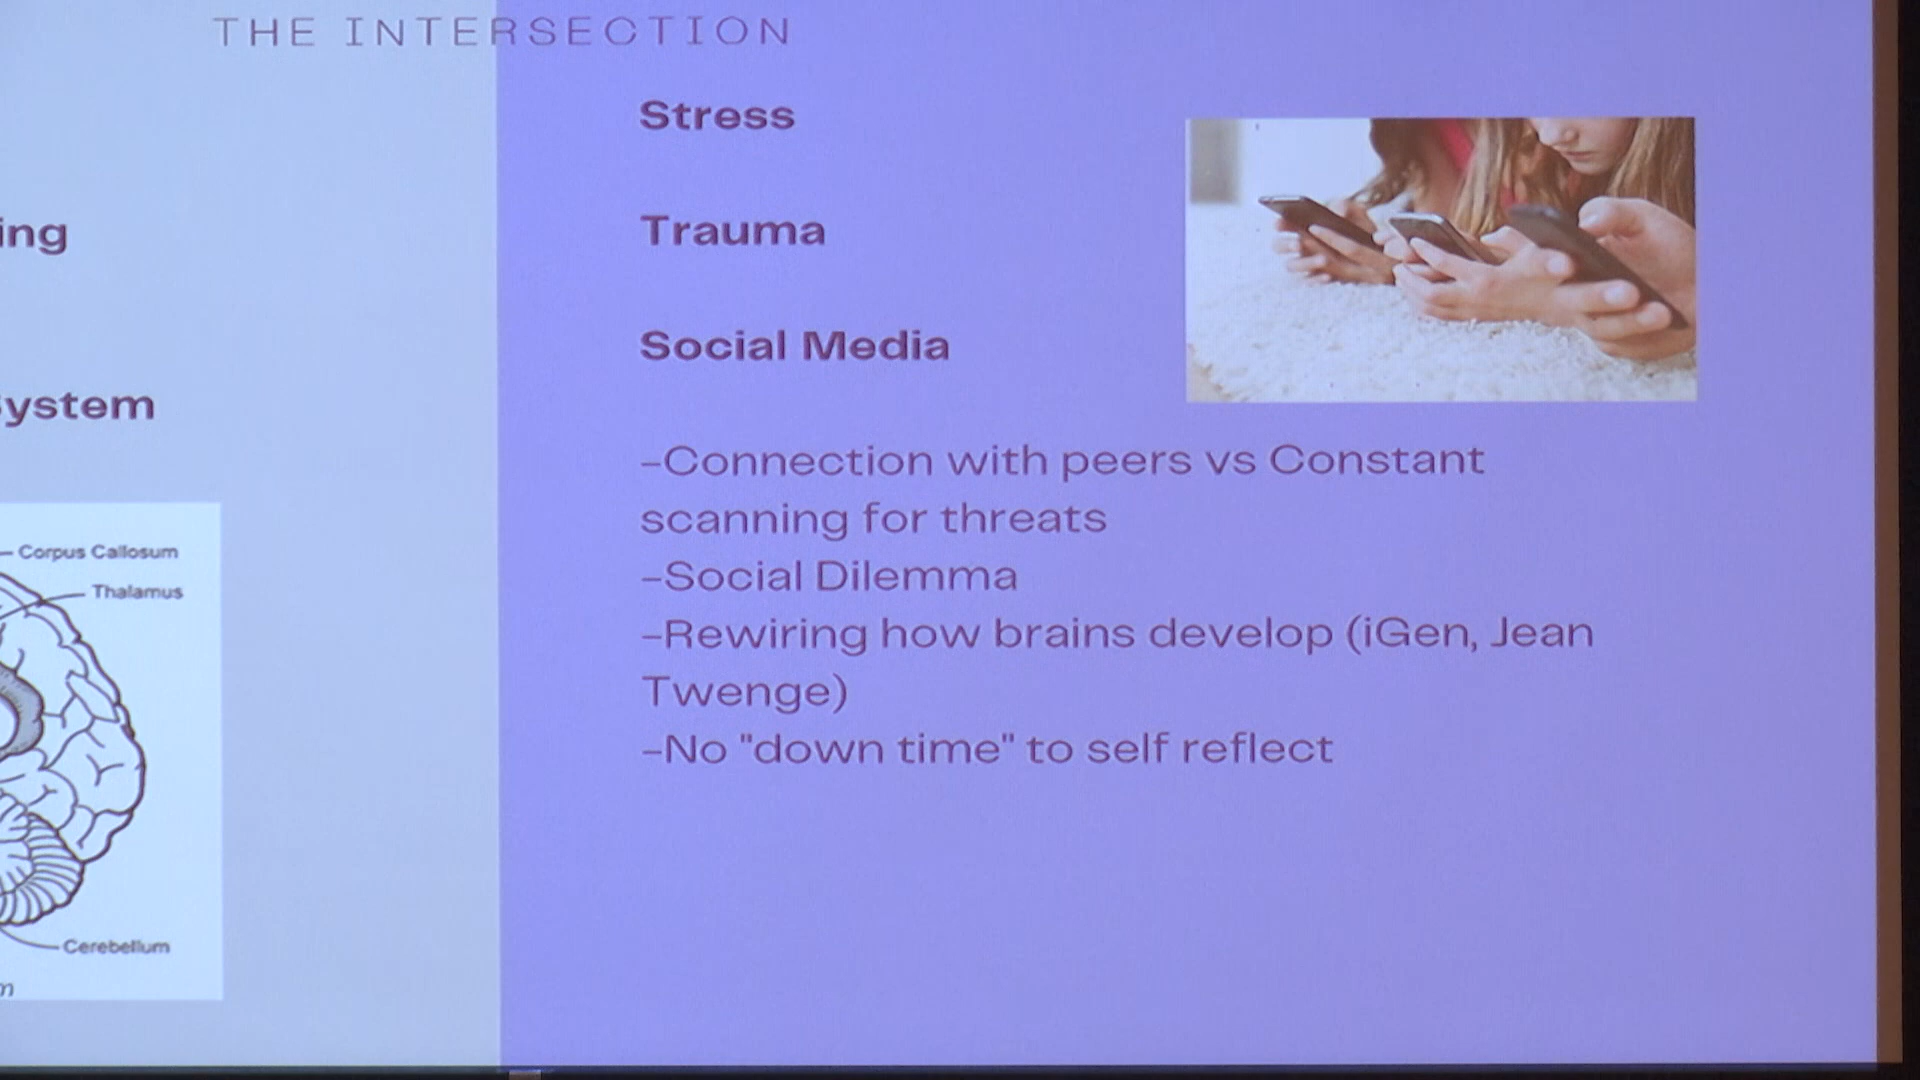 THE INTERSECTION
ing
ystem
Corpus Callosum
Thalamus
Cerebellum
Stress
Trauma
Social Media
–Connection with peers vs Constant
scanning for threats
–Social Dilemma
–Rewiring how brains develop (iGen, Jean
Twenge)
–No "down time" to self reflect